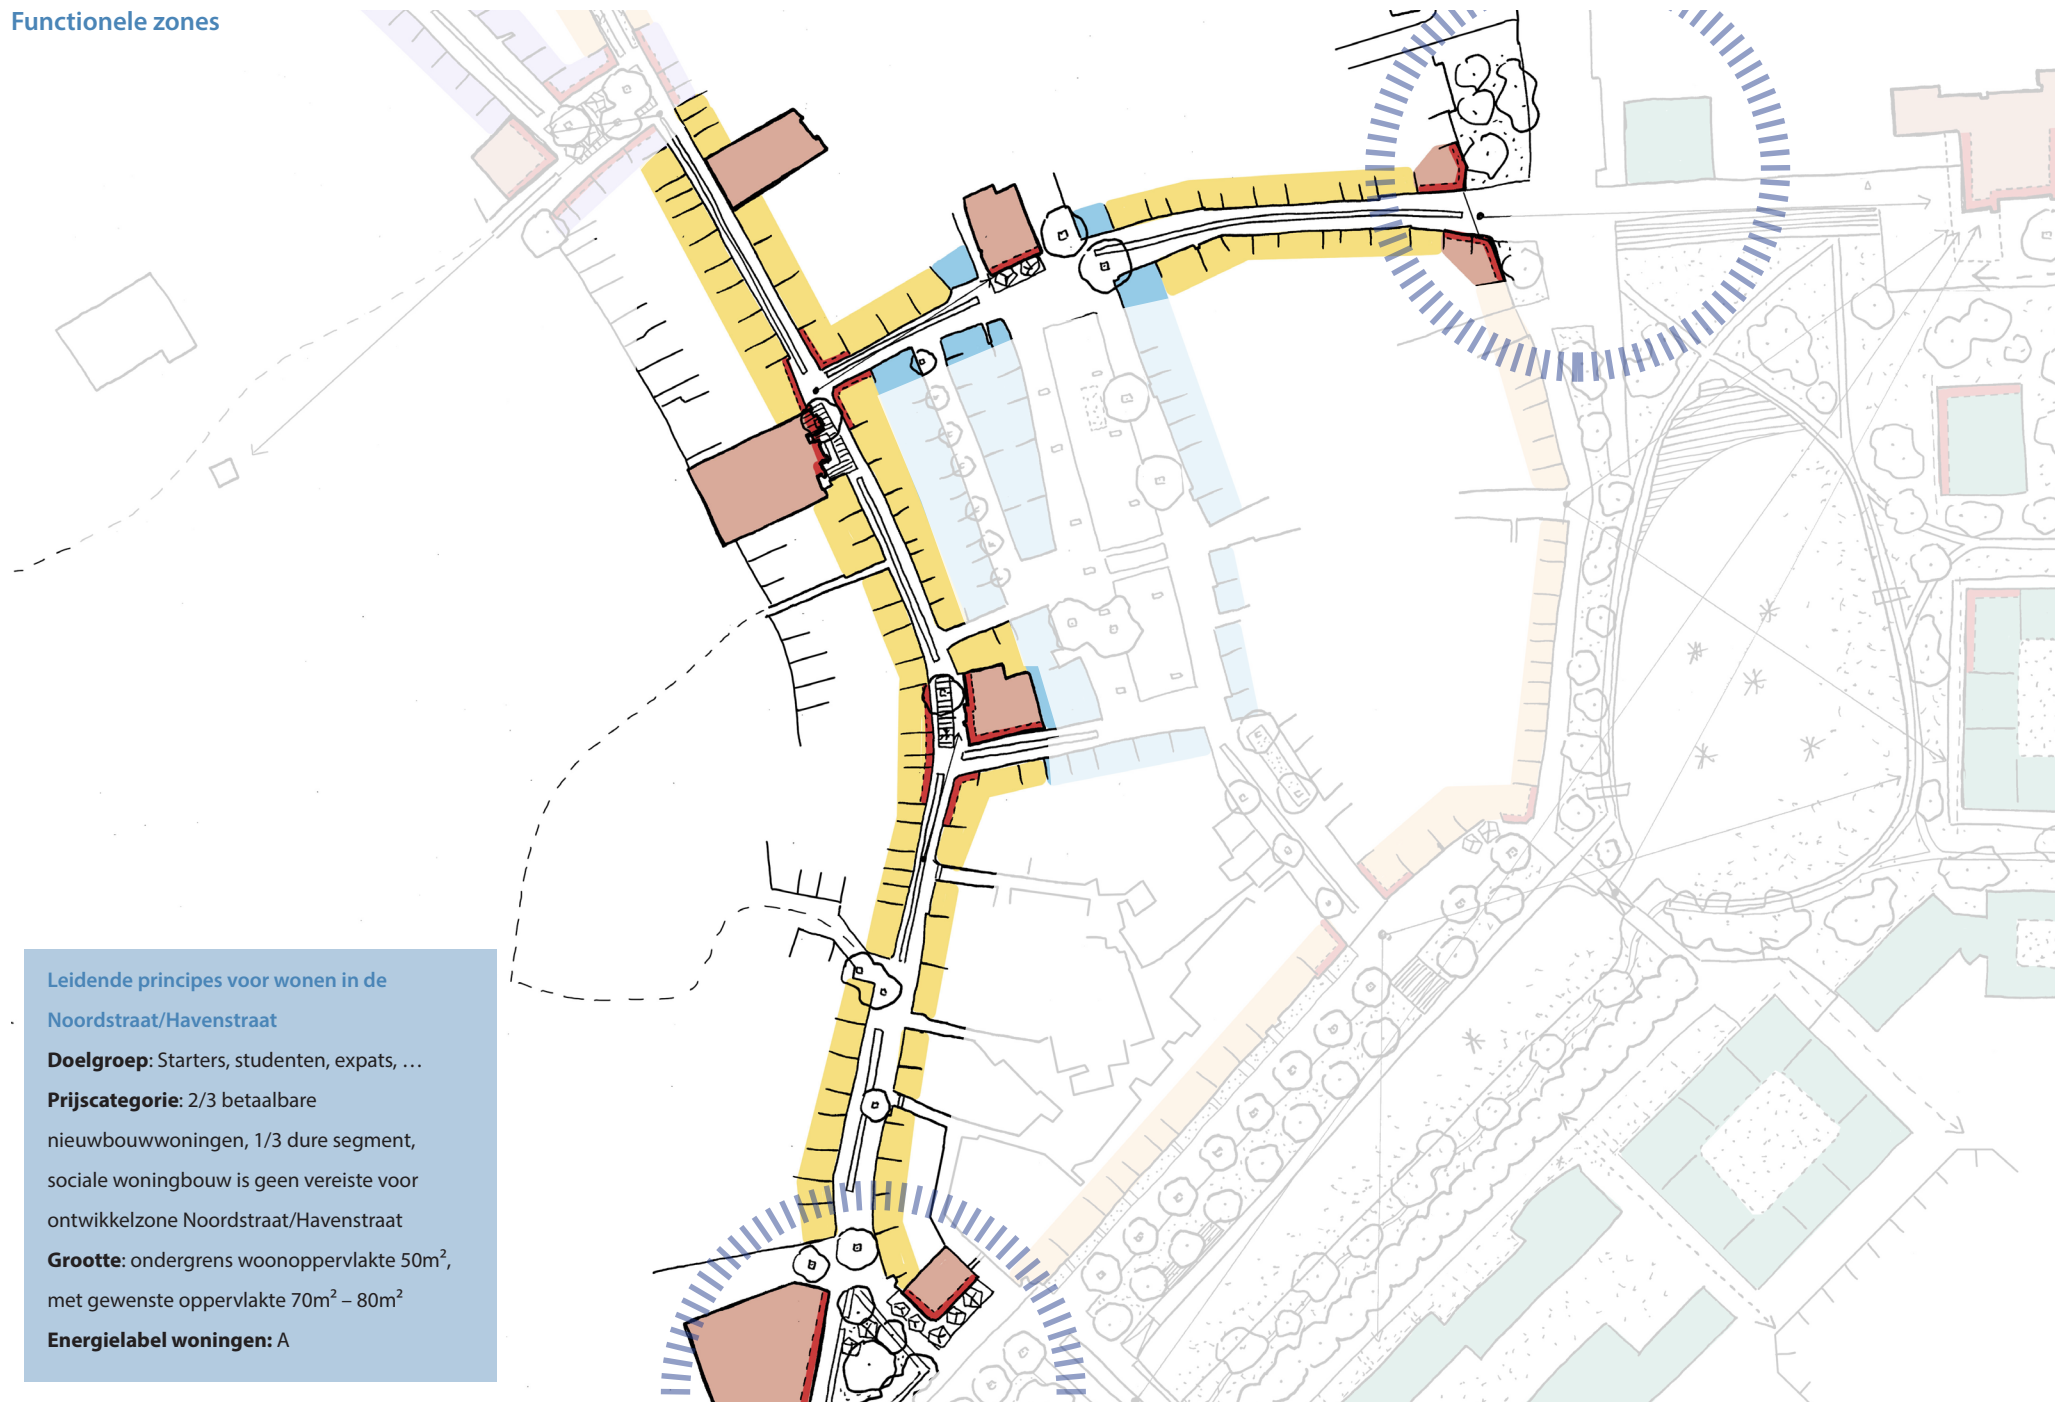 Functionele zones
Leidende principes voor wonen in de
Noordstraat/Havenstraat
Doelgroep: Starters, studenten, expats, …
Prijscategorie: 2/3 betaalbare
nieuwbouwwoningen, 1/3 dure segment,
sociale woningbouw is geen vereiste voor
ontwikkelzone Noordstraat/Havenstraat
Grootte: ondergrens woonoppervlakte 50m²,
met gewenste oppervlakte 70m² – 80m²
Energielabel woningen: A